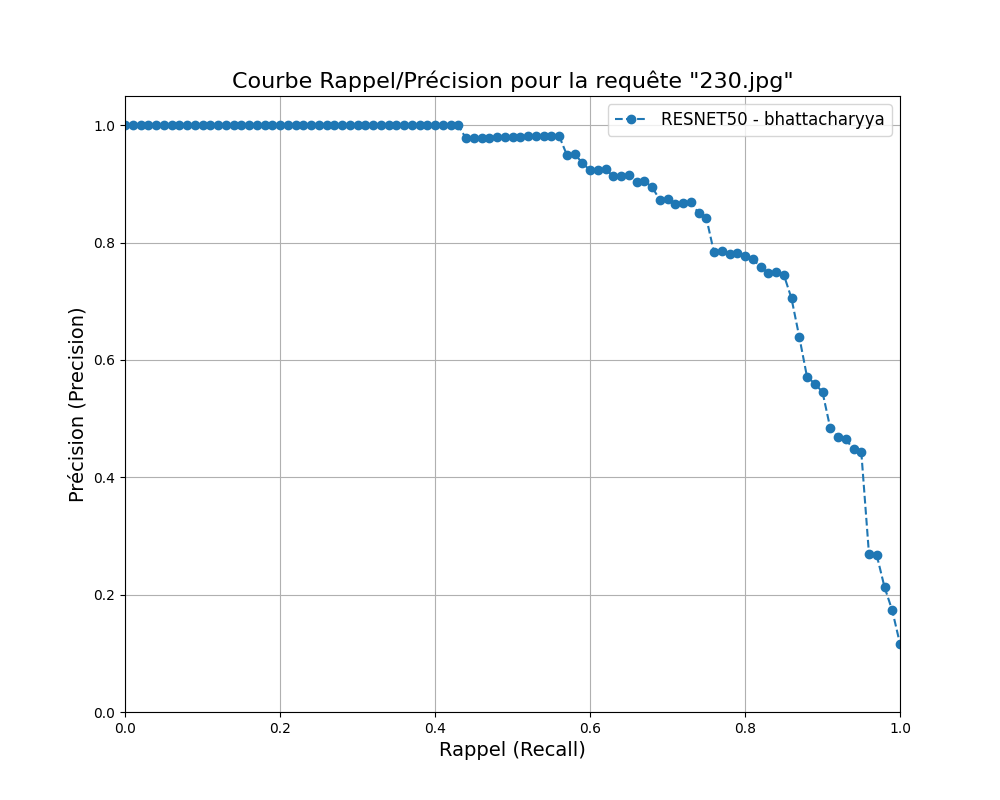 Courbe Rappel/Précision pour la requête "230.jpg"
RESNET50 - bhattacharyya
1.0
0.8
0.6
0.4
0.2
0.0
Précision (Precision)
0.0 0.2 0.4 0.6 0.8 1.0
Rappel (Recall)